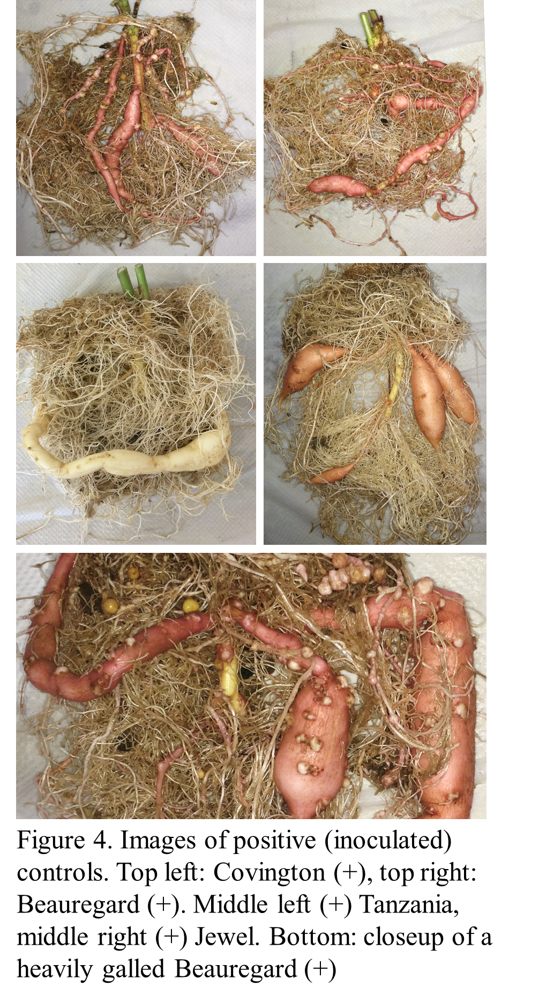 Figure 4. Images of positive (inoculated)
controls. Top left: Covington (+), top right:
Beauregard (+). Middle left (+) Tanzania,
middle right (+) Jewel. Bottom: closeup of a
heavily galled Beauregard (+)